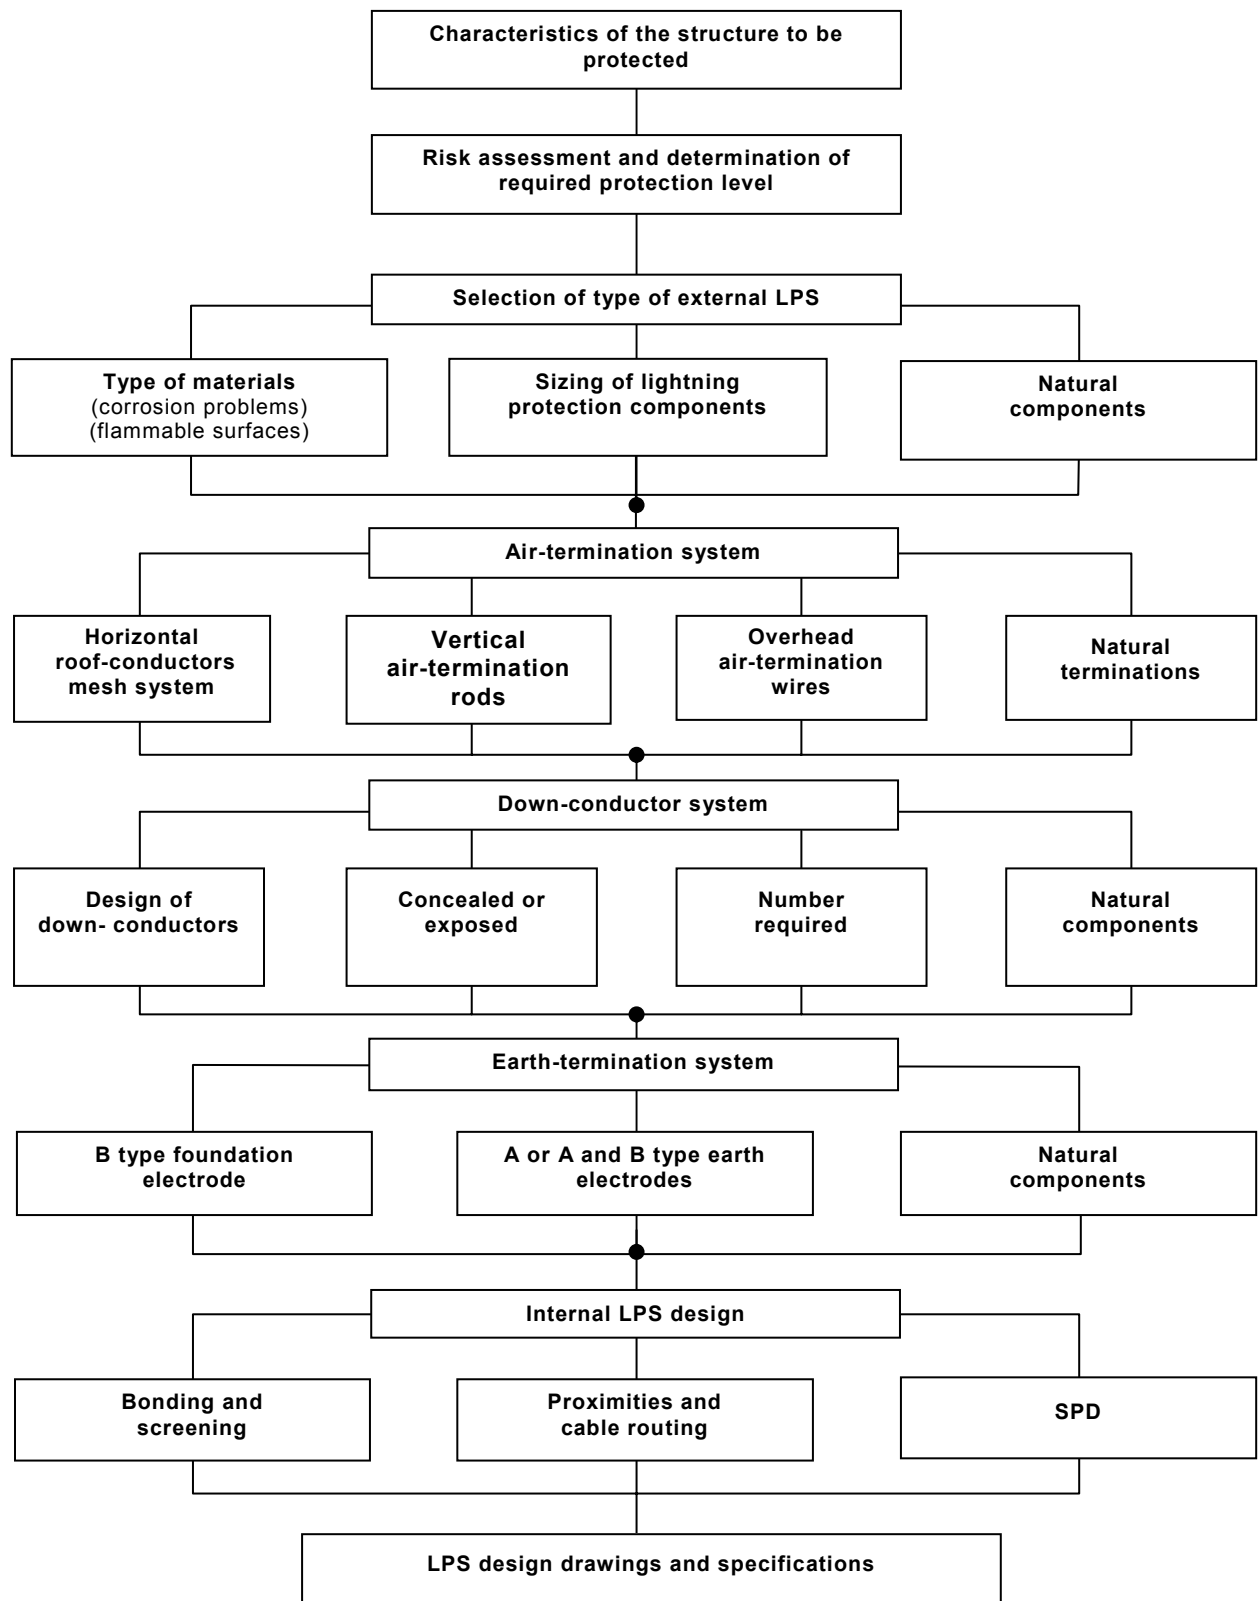 Characteristics of the structure to be
protected
Risk assessment and determination of
required protection level
Selection of type of external LPS
Type of materials
(corrosion problems)
(flammable surfaces)
Sizing of lightning
protection components
Natural
components
Air-termination system
Horizontal
roof-conductors
mesh system
Vertical
air-termination
rods
Overhead
air-termination
wires
Natural
terminations
Down-conductor system
Design of
down- conductors
Concealed or
exposed
Number
required
Natural
components
Earth-termination system
B type foundation
electrode
A or A and B type earth
electrodes
Natural
components
Internal LPS design
Bonding and
screening
Proximities and
cable routing
SPD
LPS design drawings and specifications